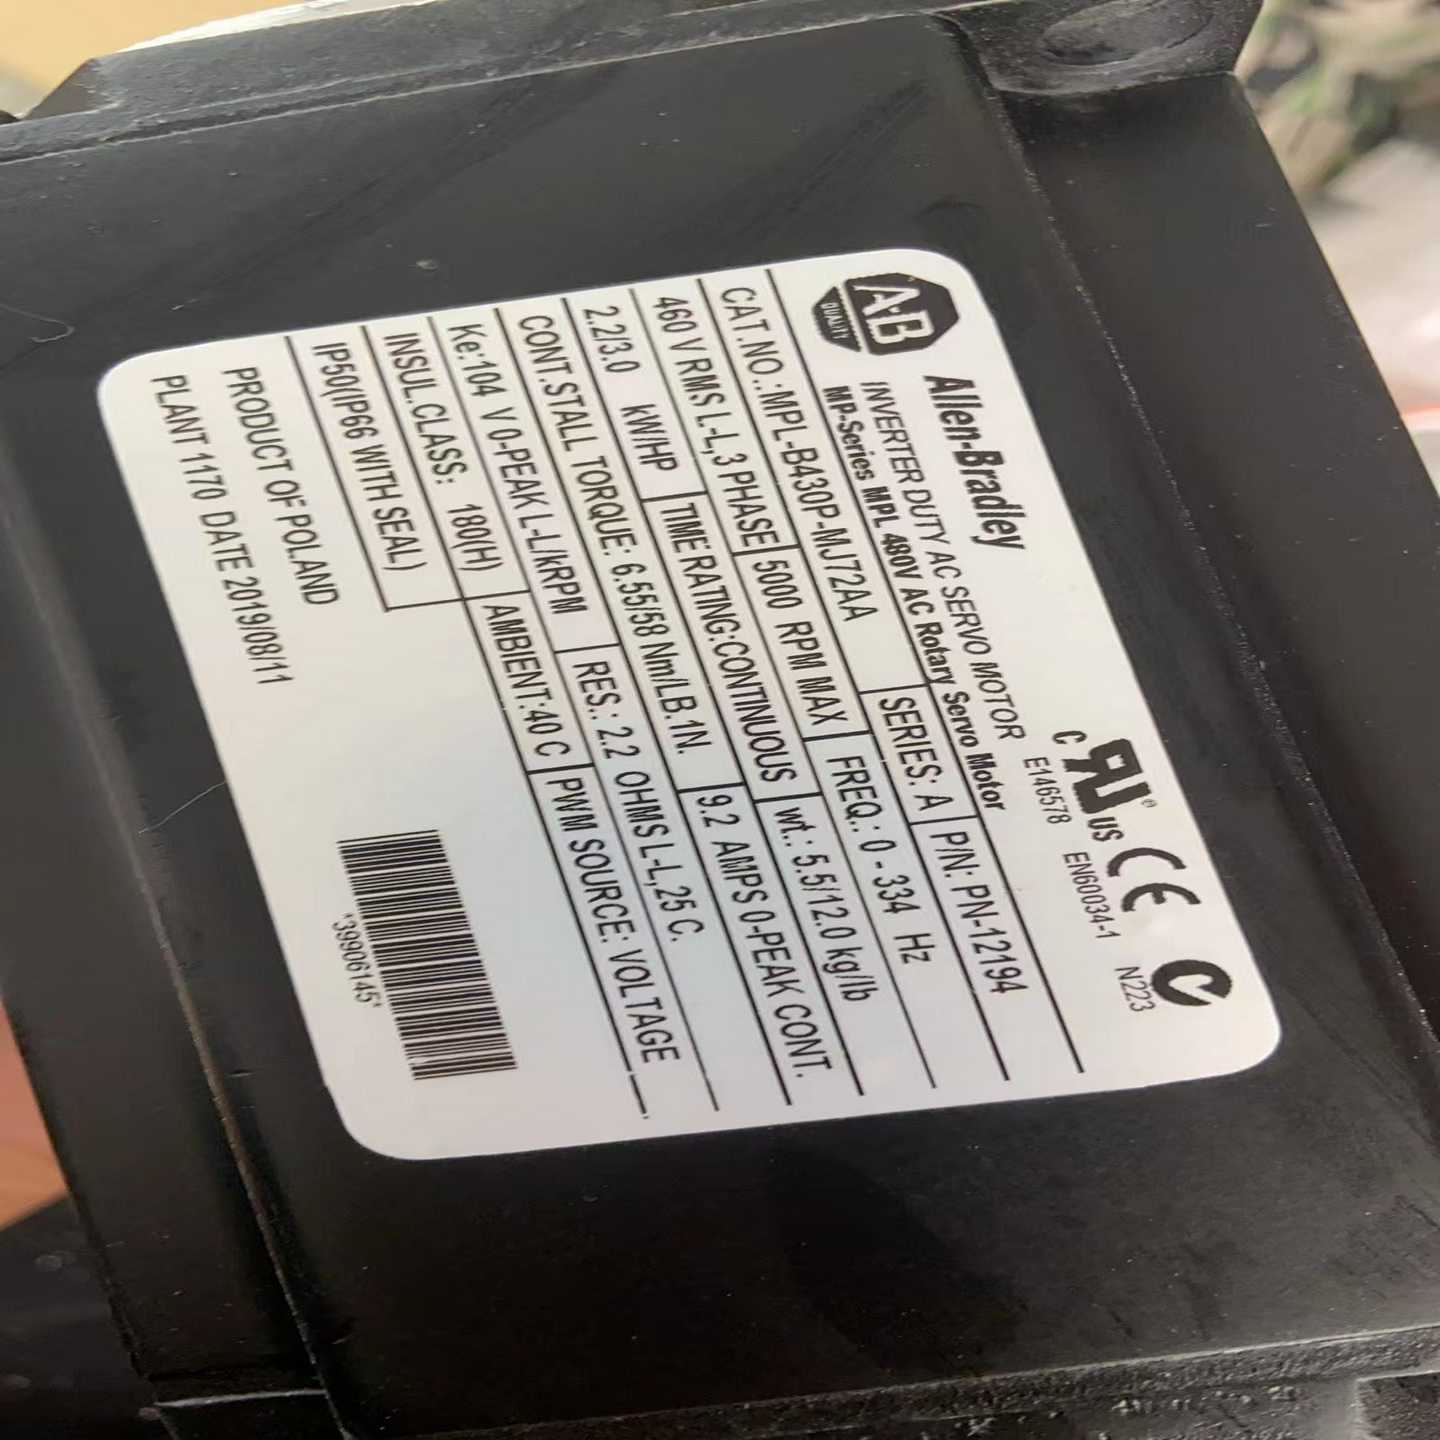 AB
QUALITY
Allen-Bradley
INVERTER DUTY AC SERVO MOTOR
MP-Series MPL 480V AC Rotary Servo Motor
C RU® US CE C
E146578 EN60034-1 N223
CAT.NO.:MPL-B430P-MJ72AA SERIES: A P/N: PN-12194
460 V RMS L-L,3 PHASE 5000 RPM MAX FREQ.: 0 - 334 Hz
2.2/3.0 kW/HP TIME RATING:CONTINUOUS wt.: 5.5/12.0 kg/lb
CONT.STALL TORQUE: 6.55/58 Nm/LB.1N. 9.2 AMPS 0-PEAK CONT.
Ke:104 V 0-PEAK L-L/kRPM RES.: 2.2 OHMS L-L,25 C.
INSUL.CLASS: 180(H) AMBIENT:40 C PWM SOURCE: VOLTAGE
IP50(IP66 WITH SEAL)
PRODUCT OF POLAND
PLANT 1170 DATE 2019/08/11
*39906145*